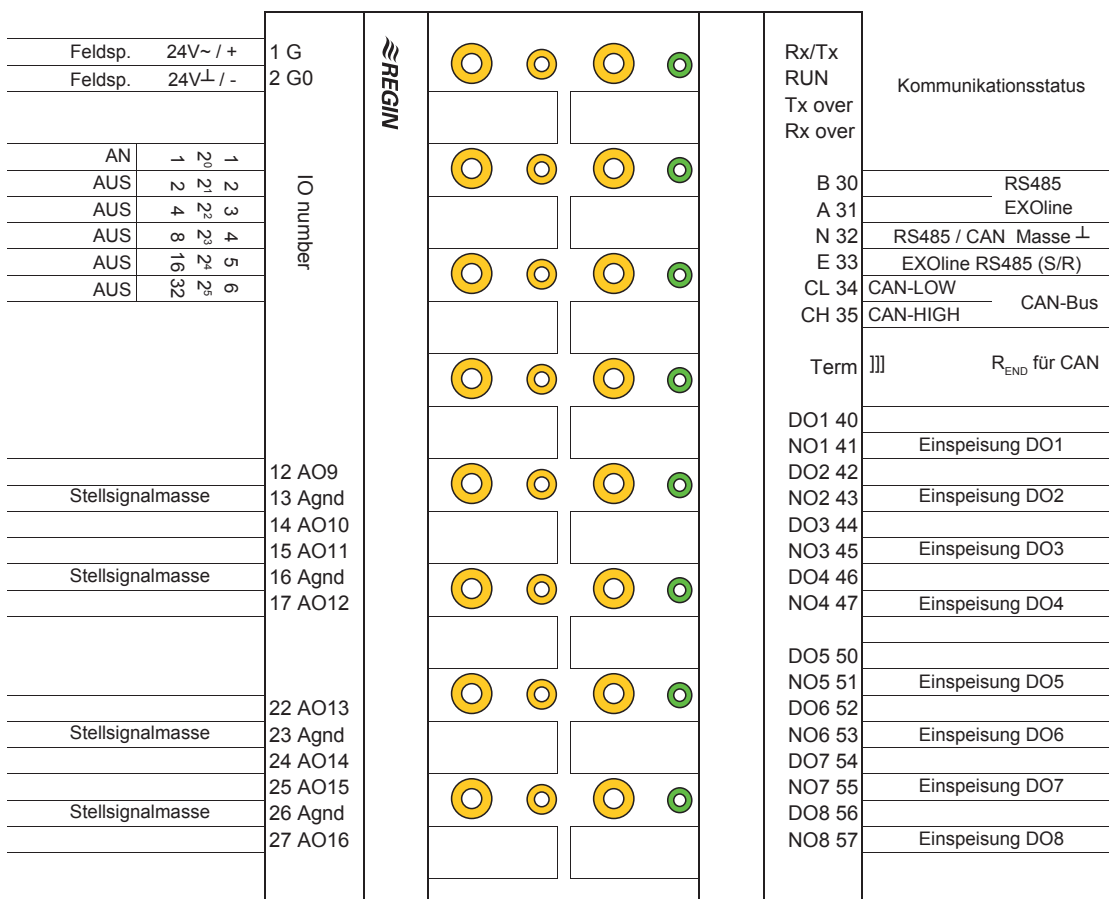 Feldsp. 24V~ / + 1 G
Feldsp. 24V⊥ / - 2 G0
AN 1 2⁰ 1
AUS 2 2¹ 2
AUS 4 2² 3
AUS 8 2³ 4
AUS 16 2⁴ 5
AUS 32 2⁵ 6
IO number
12 AO9
Stellsignalmasse 13 Agnd
14 AO10
15 AO11
Stellsignalmasse 16 Agnd
17 AO12
22 AO13
Stellsignalmasse 23 Agnd
24 AO14
25 AO15
Stellsignalmasse 26 Agnd
27 AO16
REGIN
Rx/Tx
RUN
Tx over
Rx over
Kommunikationsstatus
B 30 RS485
A 31 EXOline
N 32 RS485 / CAN Masse ⊥
E 33 EXOline RS485 (S/R)
CL 34 CAN-LOW
CH 35 CAN-HIGH
CAN-Bus
Term ]]] R_END für CAN
DO1 40
NO1 41 Einspeisung DO1
DO2 42
NO2 43 Einspeisung DO2
DO3 44
NO3 45 Einspeisung DO3
DO4 46
NO4 47 Einspeisung DO4
DO5 50
NO5 51 Einspeisung DO5
DO6 52
NO6 53 Einspeisung DO6
DO7 54
NO7 55 Einspeisung DO7
DO8 56
NO8 57 Einspeisung DO8